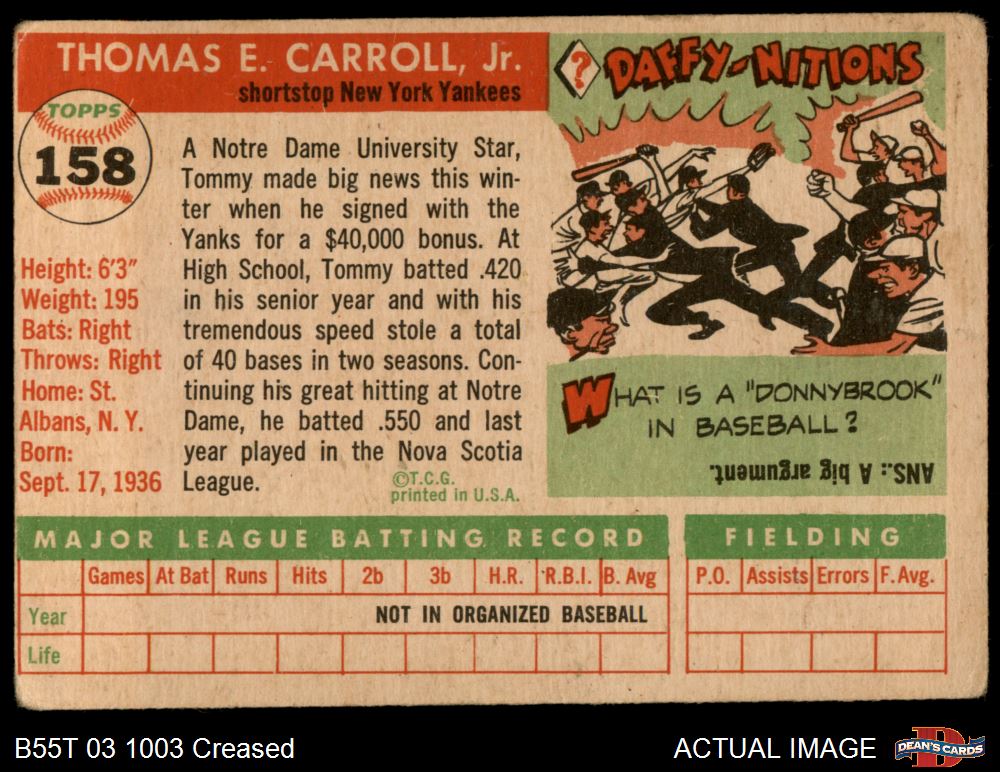 THOMAS E. CARROLL, Jr.
shortstop New York Yankees
TOPPS
158
A Notre Dame University Star,
Tommy made big news this win-
ter when he signed with the
Yanks for a $40,000 bonus. At
High School, Tommy batted .420
in his senior year and with his
tremendous speed stole a total
of 40 bases in two seasons. Con-
tinuing his great hitting at Notre
Dame, he batted .550 and last
year played in the Nova Scotia
League.
©T.C.G.
printed in U.S.A.
Height: 6'3"
Weight: 195
Bats: Right
Throws: Right
Home: St.
Albans, N. Y.
Born:
Sept. 17, 1936
? DAFFY-NITIONS
WHAT IS A "DONNYBROOK"
IN BASEBALL?
ANS.: A big argument.
MAJOR LEAGUE BATTING RECORD
Games At Bat Runs Hits 2b 3b H.R. R.B.I. B. Avg
Year NOT IN ORGANIZED BASEBALL
Life
FIELDING
P.O. Assists Errors F. Avg.
B55T 03 1003 Creased
ACTUAL IMAGE
DEAN'S CARDS